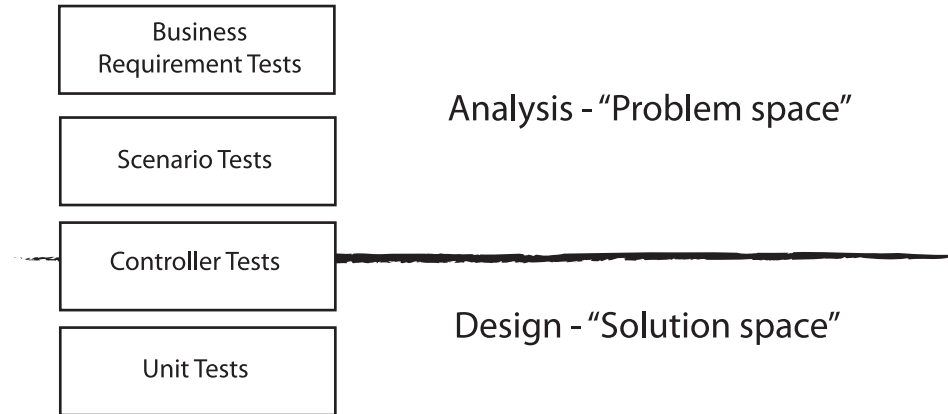 Business
Requirement Tests
Analysis - “Problem space”
Scenario Tests
Controller Tests
Design - “Solution space”
Unit Tests